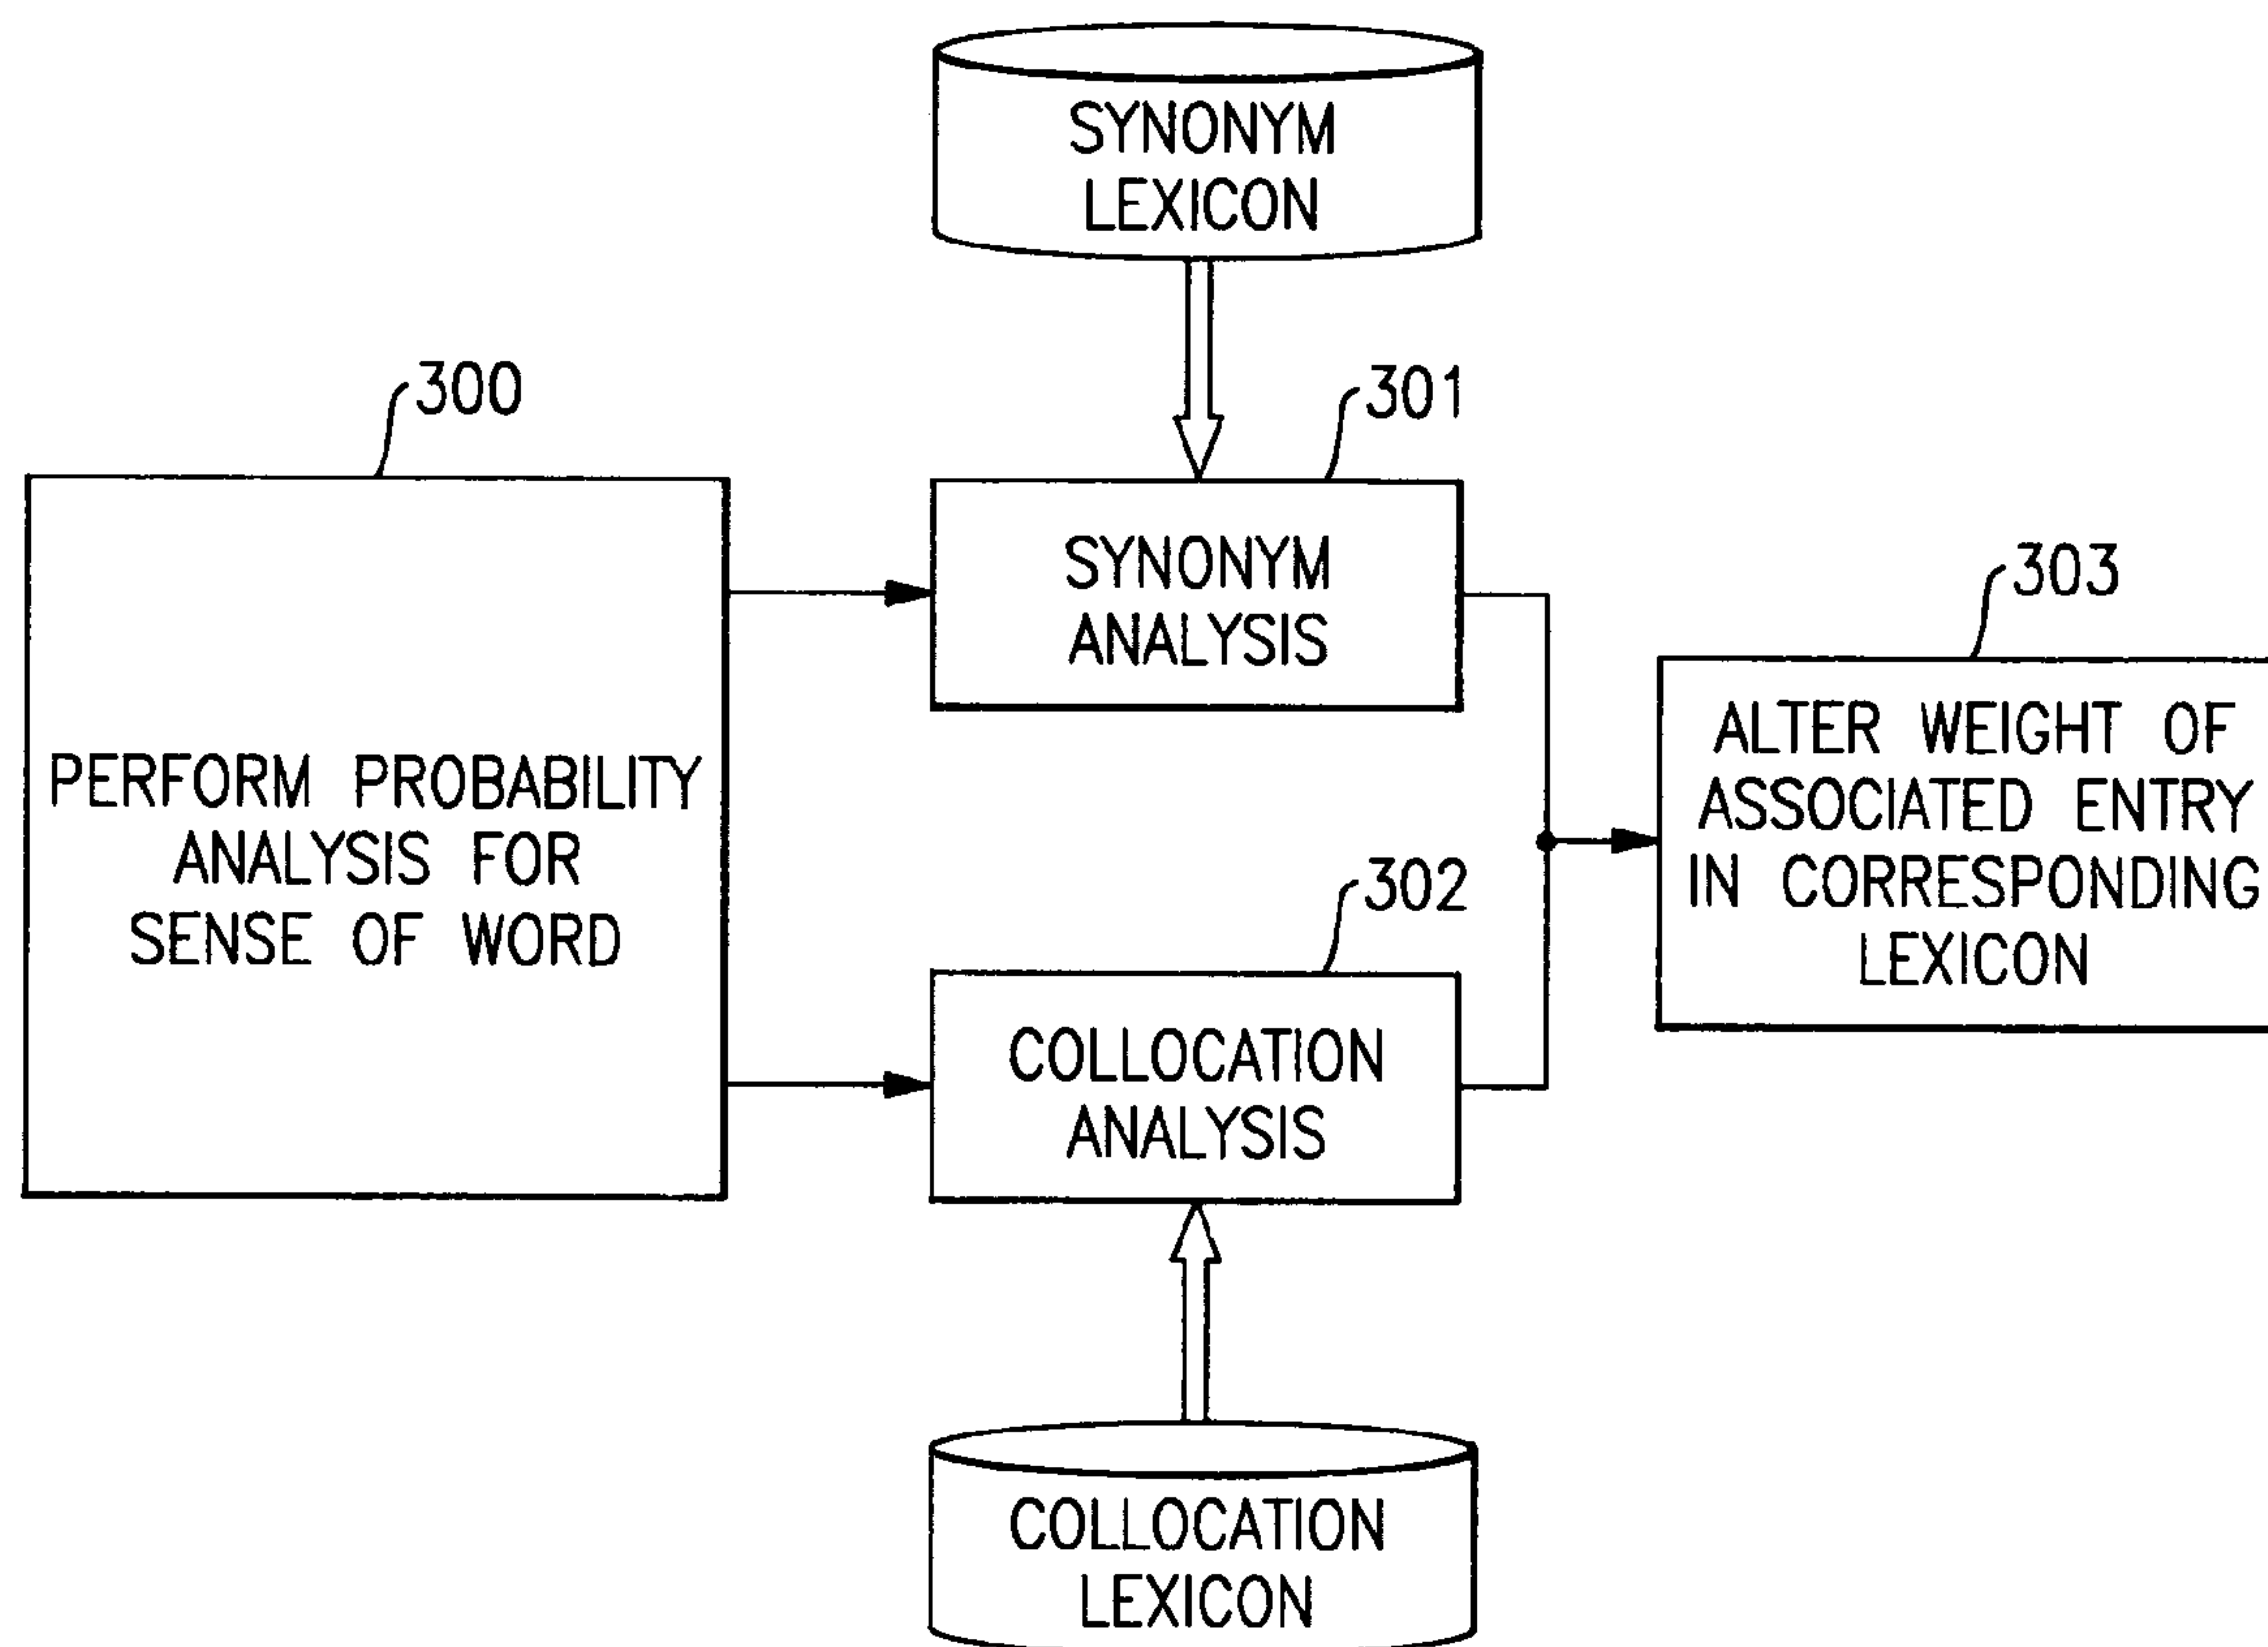 SYNONYM
LEXICON
300
301
PERFORM PROBABILITY
ANALYSIS FOR
SENSE OF WORD
SYNONYM
ANALYSIS
303
ALTER WEIGHT OF
ASSOCIATED ENTRY
IN CORRESPONDING
LEXICON
302
COLLOCATION
ANALYSIS
COLLOCATION
LEXICON